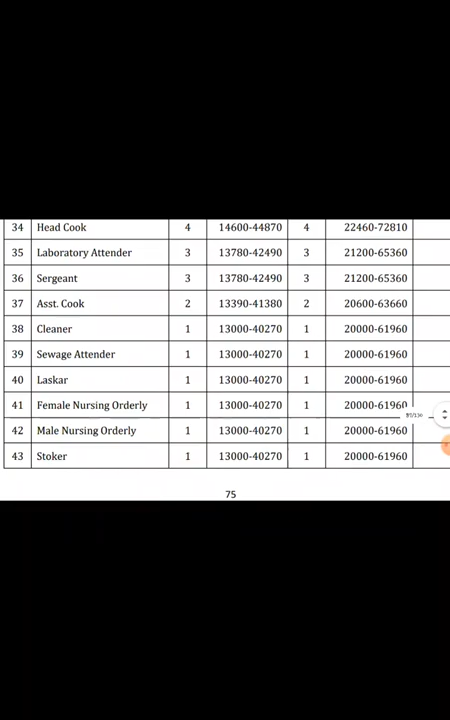 34 Head Cook 4 14600-44870 4 22460-72810
35 Laboratory Attender 3 13780-42490 3 21200-65360
36 Sergeant 3 13780-42490 3 21200-65360
37 Asst. Cook 2 13390-41380 2 20600-63660
38 Cleaner 1 13000-40270 1 20000-61960
39 Sewage Attender 1 13000-40270 1 20000-61960
40 Laskar 1 13000-40270 1 20000-61960
41 Female Nursing Orderly 1 13000-40270 1 20000-61960
42 Male Nursing Orderly 1 13000-40270 1 20000-61960
43 Stoker 1 13000-40270 1 20000-61960
75